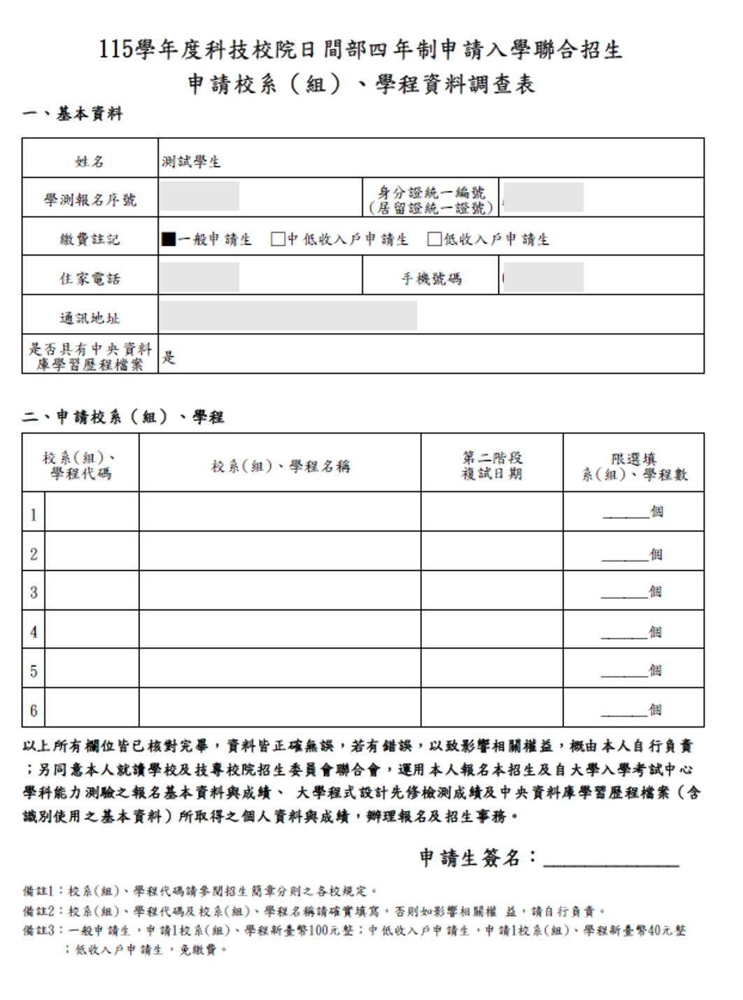 115學年度科技校院日間部四年制申請入學聯合招生
申請校系（組）、學程資料調查表
一、基本資料
姓名 測試學生
學測報名序號 身分證統一編號
（居留證統一證號）
繳費註記 ■一般申請生 □中低收入戶申請生 □低收入戶申請生
住家電話 手機號碼
通訊地址
是否具有中央資料
庫學習歷程檔案 是
二、申請校系（組）、學程
校系(組)、
學程代碼 校系(組)、學程名稱 第二階段
複試日期 限選填
系(組)、學程數
1 ______個
2 ______個
3 ______個
4 ______個
5 ______個
6 ______個
以上所有欄位皆已核對完畢，資料皆正確無誤，若有錯誤，以致影響相關權益，概由本人自行負責
；另同意本人就讀學校及技專校院招生委員會聯合會，運用本人報名本招生及自大學入學考試中心
學科能力測驗之報名基本資料與成績、 大學程式設計先修檢測成績及中央資料庫學習歷程檔案（含
識別使用之基本資料）所取得之個人資料與成績，辦理報名及招生事務。
申請生簽名：____________
備註1：校系(組)、學程代碼請參閱招生簡章分則之各校規定。
備註2：校系(組)、學程代碼及校系(組)、學程名稱請確實填寫，否則如影響相關權 益，請自行負責。
備註3：一般申請生，申請1校系(組)、學程新臺幣100元整；中低收入戶申請生，申請1校系(組)、學程新臺幣40元整
；低收入戶申請生，免繳費。